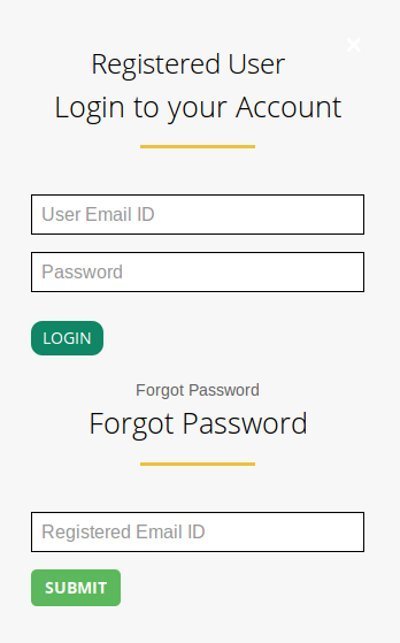 Registered User
Login to your Account
User Email ID
Password
LOGIN
Forgot Password
Forgot Password
Registered Email ID
SUBMIT